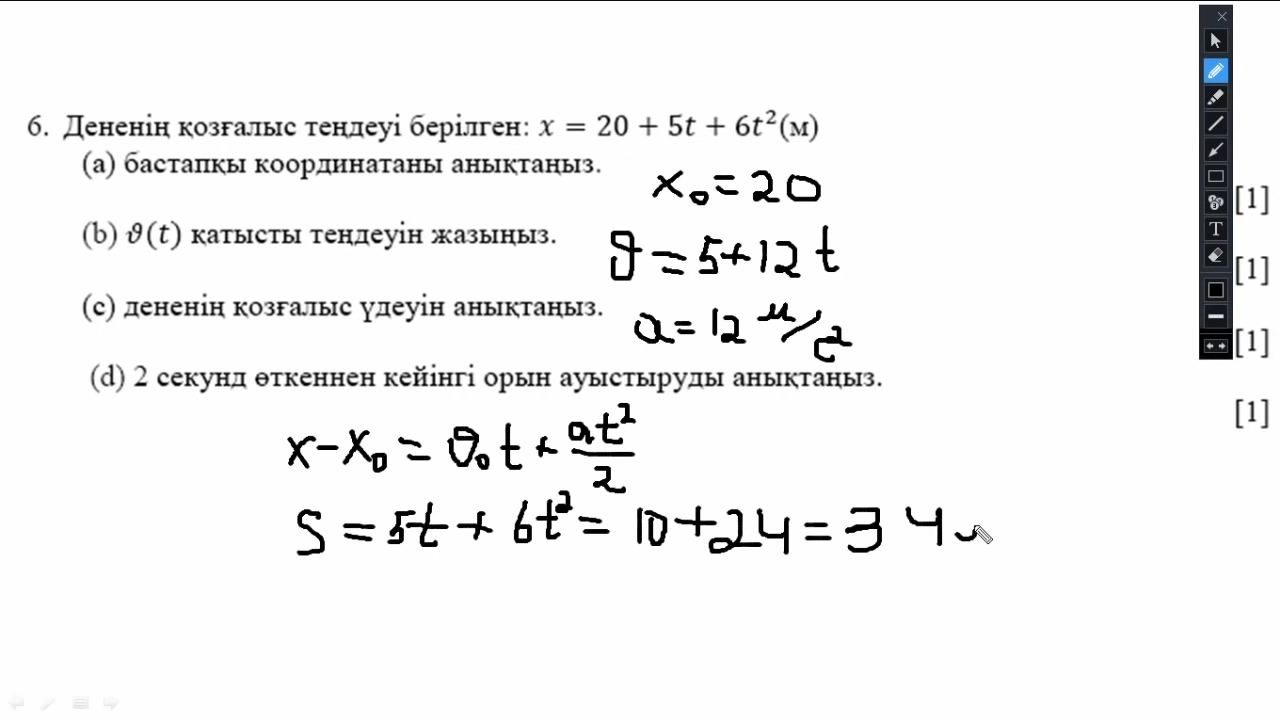 6. Дененің қозғалыс теңдеуі берілген: x = 20 + 5t + 6t²(м)
(a) бастапқы координатаны анықтаңыз.
x₀ = 20
[1]
(b) ϑ(t) қатысты теңдеуін жазыңыз.
ϑ = 5+12t
[1]
(c) дененің қозғалыс үдеуін анықтаңыз.
a = 12 м/с²
[1]
(d) 2 секунд өткеннен кейінгі орын ауыстыруды анықтаңыз.
[1]
x − x₀ = ϑ₀t + at²/2
S = 5t + 6t² = 10+24 = 34
T